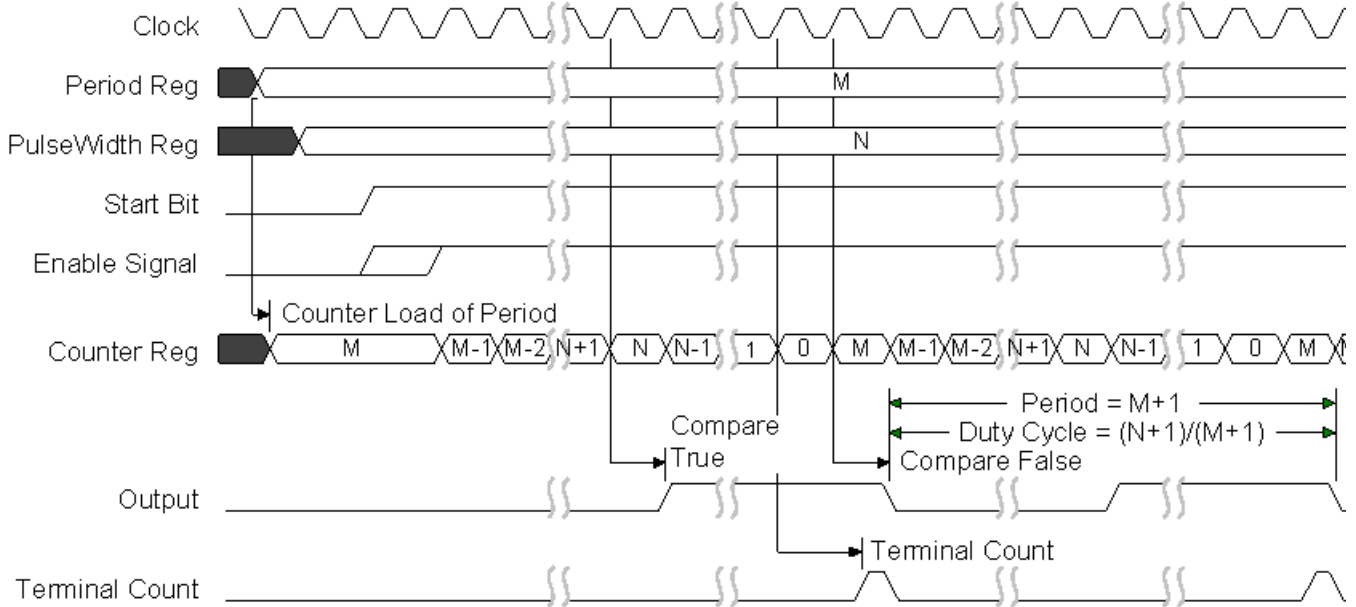 Clock
Period Reg
M
PulseWidth Reg
N
Start Bit
Enable Signal
Counter Load of Period
Counter Reg
M M-1 M-2 N+1 N N-1 1 0 M M-1 M-2 N+1 N N-1 1 0 M
Period = M+1
Compare
True
Duty Cycle = (N+1)/(M+1)
Compare False
Output
Terminal Count
Terminal Count